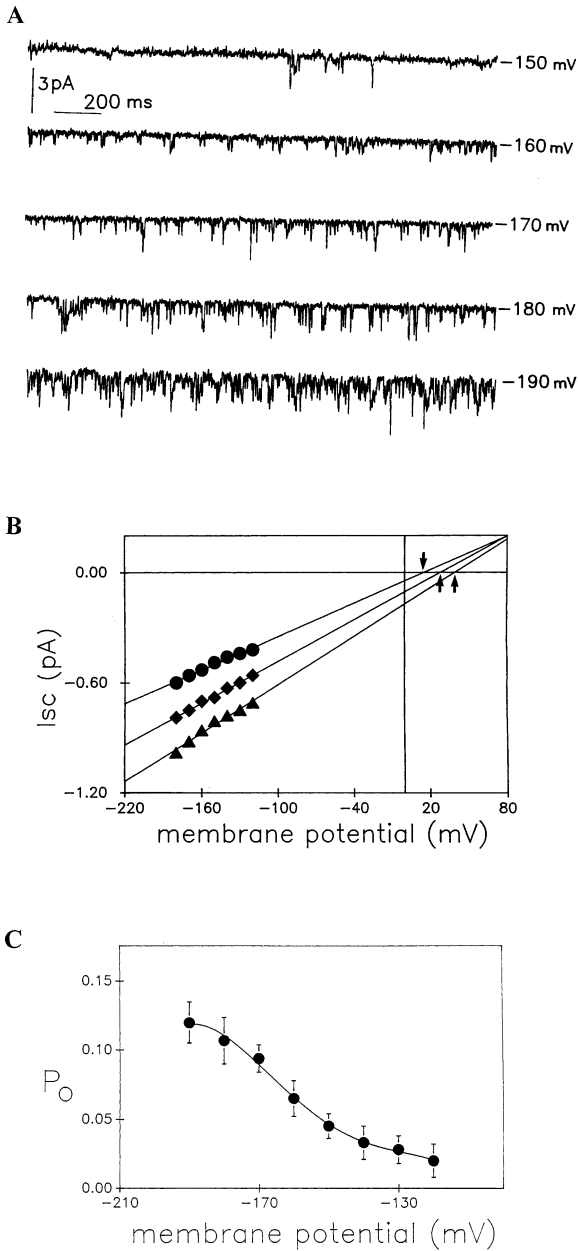 A
−150 mV
3pA
200 ms
−160 mV
−170 mV
−180 mV
−190 mV
B
0.00
−0.60
−1.20
Isc (pA)
−220 −160 −100 −40 20 80
membrane potential (mV)
C
0.15
0.10
0.05
0.00
PO
−210 −170 −130
membrane potential (mV)